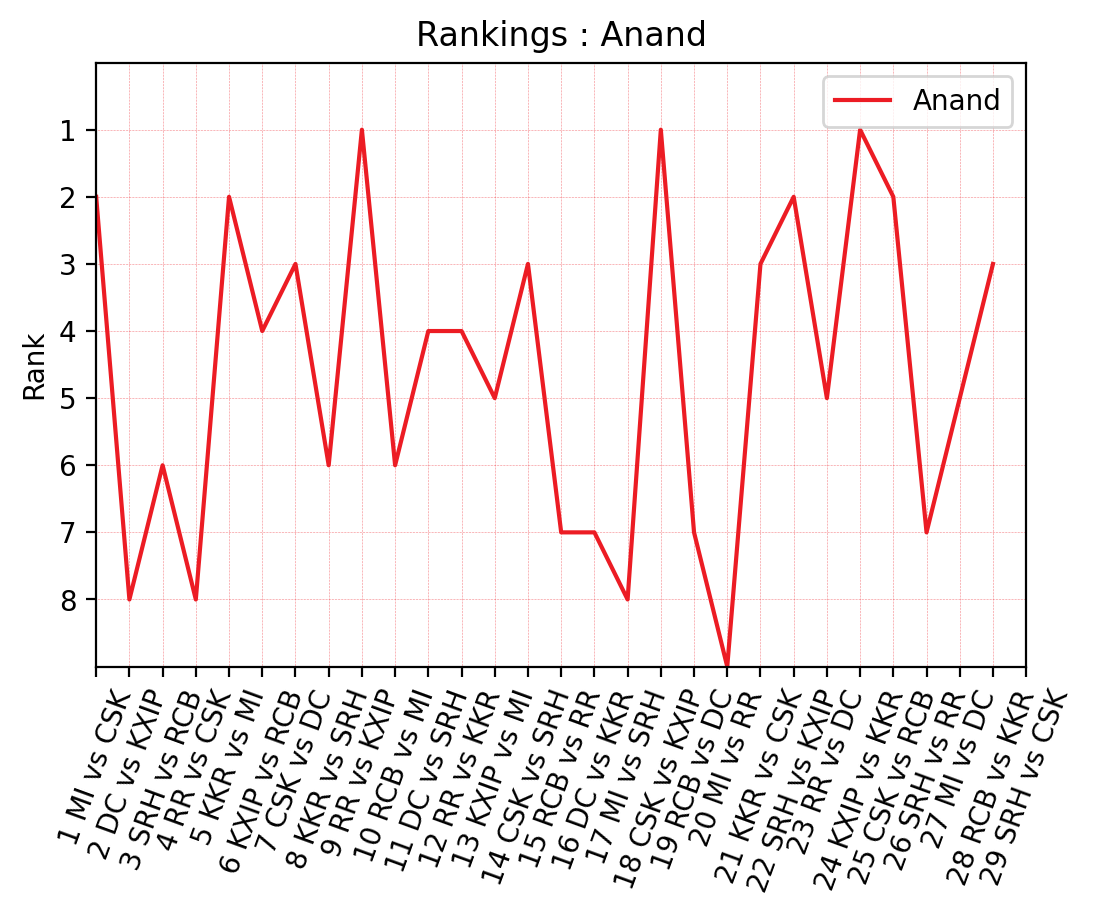 Rankings : Anand
Anand
Rank
1
2
3
4
5
6
7
8
1 MI vs CSK
2 DC vs KXIP
3 SRH vs RCB
4 RR vs CSK
5 KKR vs MI
6 KXIP vs RCB
7 CSK vs DC
8 KKR vs SRH
9 RR vs KXIP
10 RCB vs MI
11 DC vs SRH
12 RR vs KKR
13 KXIP vs MI
14 CSK vs SRH
15 RCB vs RR
16 DC vs KKR
17 MI vs SRH
18 CSK vs KXIP
19 RCB vs DC
20 MI vs RR
21 KKR vs CSK
22 SRH vs KXIP
23 RR vs DC
24 KXIP vs KKR
25 CSK vs RCB
26 SRH vs RR
27 MI vs DC
28 RCB vs KKR
29 SRH vs CSK